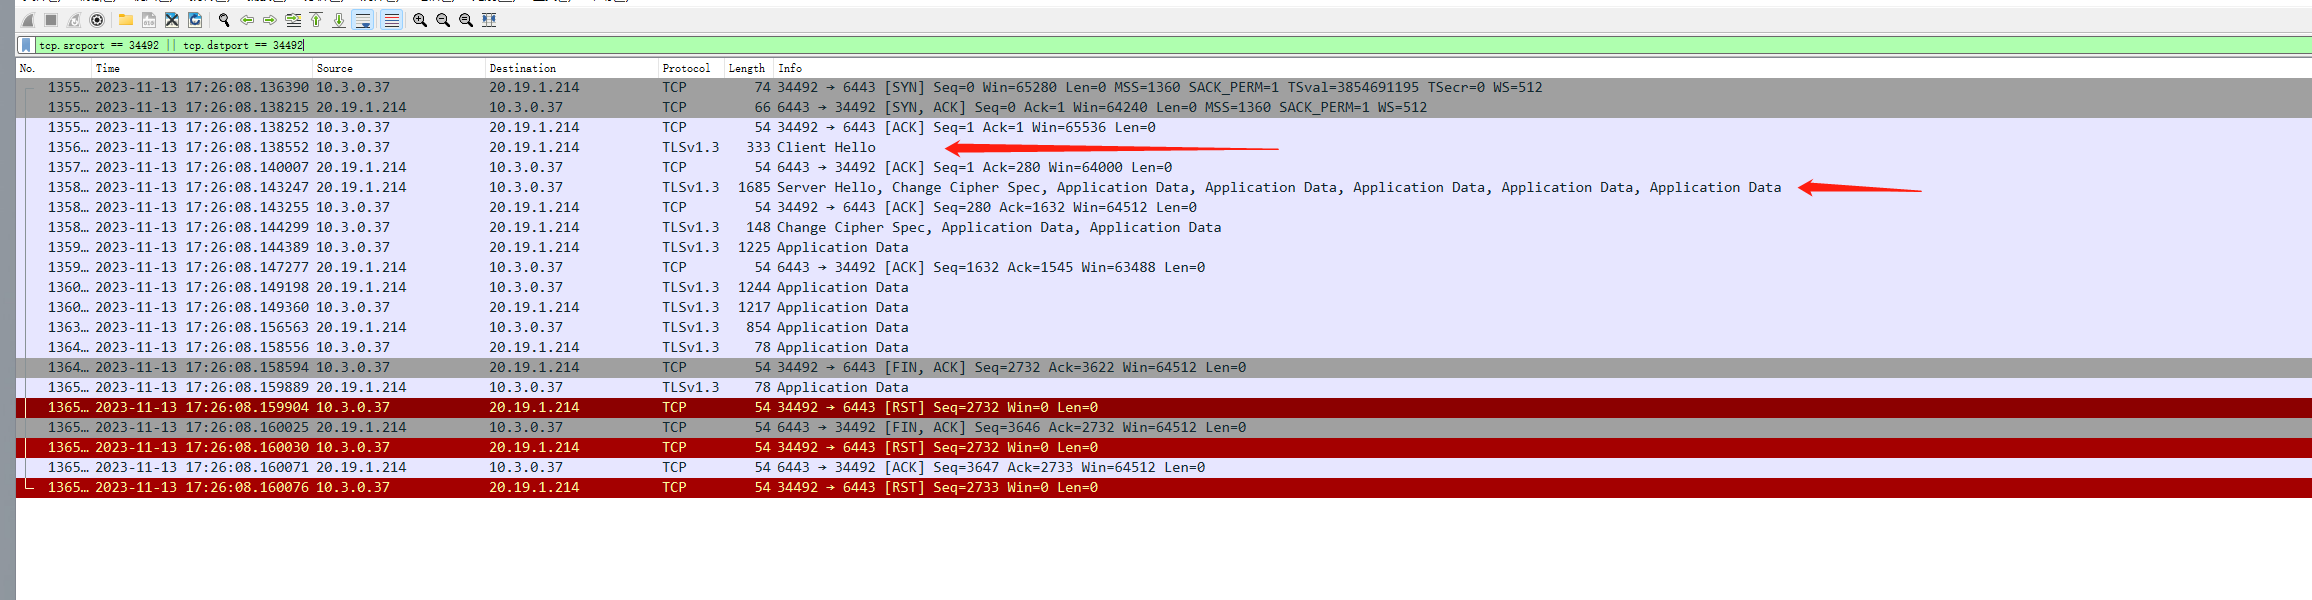 tcp.srcport == 34492 || tcp.dstport == 34492
No. Time Source Destination Protocol Length Info
1355… 2023-11-13 17:26:08.136390 10.3.0.37 20.19.1.214 TCP 74 34492 → 6443 [SYN] Seq=0 Win=65280 Len=0 MSS=1360 SACK_PERM=1 TSval=3854691195 TSecr=0 WS=512
1355… 2023-11-13 17:26:08.138215 20.19.1.214 10.3.0.37 TCP 66 6443 → 34492 [SYN, ACK] Seq=0 Ack=1 Win=64240 Len=0 MSS=1360 SACK_PERM=1 WS=512
1355… 2023-11-13 17:26:08.138252 10.3.0.37 20.19.1.214 TCP 54 34492 → 6443 [ACK] Seq=1 Ack=1 Win=65536 Len=0
1356… 2023-11-13 17:26:08.138552 10.3.0.37 20.19.1.214 TLSv1.3 333 Client Hello
1357… 2023-11-13 17:26:08.140007 20.19.1.214 10.3.0.37 TCP 54 6443 → 34492 [ACK] Seq=1 Ack=280 Win=64000 Len=0
1358… 2023-11-13 17:26:08.143247 20.19.1.214 10.3.0.37 TLSv1.3 1685 Server Hello, Change Cipher Spec, Application Data, Application Data, Application Data, Application Data, Application Data
1358… 2023-11-13 17:26:08.143255 10.3.0.37 20.19.1.214 TCP 54 34492 → 6443 [ACK] Seq=280 Ack=1632 Win=64512 Len=0
1358… 2023-11-13 17:26:08.144299 10.3.0.37 20.19.1.214 TLSv1.3 148 Change Cipher Spec, Application Data, Application Data
1359… 2023-11-13 17:26:08.144389 10.3.0.37 20.19.1.214 TLSv1.3 1225 Application Data
1359… 2023-11-13 17:26:08.147277 20.19.1.214 10.3.0.37 TCP 54 6443 → 34492 [ACK] Seq=1632 Ack=1545 Win=63488 Len=0
1360… 2023-11-13 17:26:08.149198 20.19.1.214 10.3.0.37 TLSv1.3 1244 Application Data
1360… 2023-11-13 17:26:08.149360 10.3.0.37 20.19.1.214 TLSv1.3 1217 Application Data
1363… 2023-11-13 17:26:08.156563 20.19.1.214 10.3.0.37 TLSv1.3 854 Application Data
1364… 2023-11-13 17:26:08.158556 10.3.0.37 20.19.1.214 TLSv1.3 78 Application Data
1364… 2023-11-13 17:26:08.158594 10.3.0.37 20.19.1.214 TCP 54 34492 → 6443 [FIN, ACK] Seq=2732 Ack=3622 Win=64512 Len=0
1365… 2023-11-13 17:26:08.159889 20.19.1.214 10.3.0.37 TLSv1.3 78 Application Data
1365… 2023-11-13 17:26:08.159904 10.3.0.37 20.19.1.214 TCP 54 34492 → 6443 [RST] Seq=2732 Win=0 Len=0
1365… 2023-11-13 17:26:08.160025 20.19.1.214 10.3.0.37 TCP 54 6443 → 34492 [FIN, ACK] Seq=3646 Ack=2732 Win=64512 Len=0
1365… 2023-11-13 17:26:08.160030 10.3.0.37 20.19.1.214 TCP 54 34492 → 6443 [RST] Seq=2732 Win=0 Len=0
1365… 2023-11-13 17:26:08.160071 20.19.1.214 10.3.0.37 TCP 54 6443 → 34492 [ACK] Seq=3647 Ack=2733 Win=64512 Len=0
1365… 2023-11-13 17:26:08.160076 10.3.0.37 20.19.1.214 TCP 54 34492 → 6443 [RST] Seq=2733 Win=0 Len=0